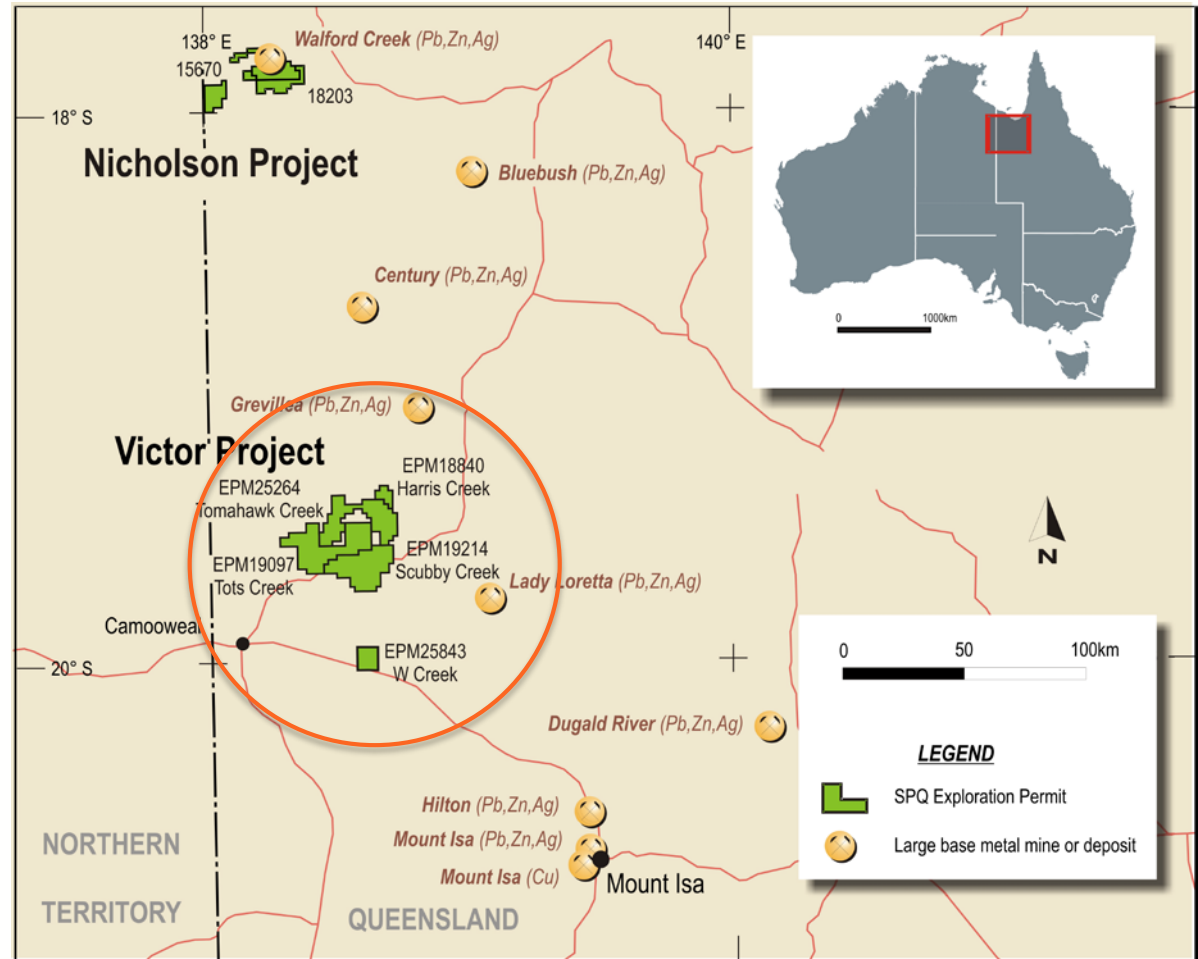 138° E
Walford Creek (Pb,Zn,Ag)
140° E
15670
18203
18° S
Nicholson Project
Bluebush (Pb,Zn,Ag)
Century (Pb,Zn,Ag)
0
1000km
Grevillea (Pb,Zn,Ag)
Victor Project
EPM18840
Harris Creek
EPM25264
Tomahawk Creek
EPM19214
Scubby Creek
EPM19097
Tots Creek
Lady Loretta (Pb,Zn,Ag)
Camooweal
EPM25843
W Creek
20° S
N
0
50
100km
Dugald River (Pb,Zn,Ag)
LEGEND
SPQ Exploration Permit
Large base metal mine or deposit
Hilton (Pb,Zn,Ag)
Mount Isa (Pb,Zn,Ag)
Mount Isa (Cu)
Mount Isa
NORTHERN
TERRITORY
QUEENSLAND